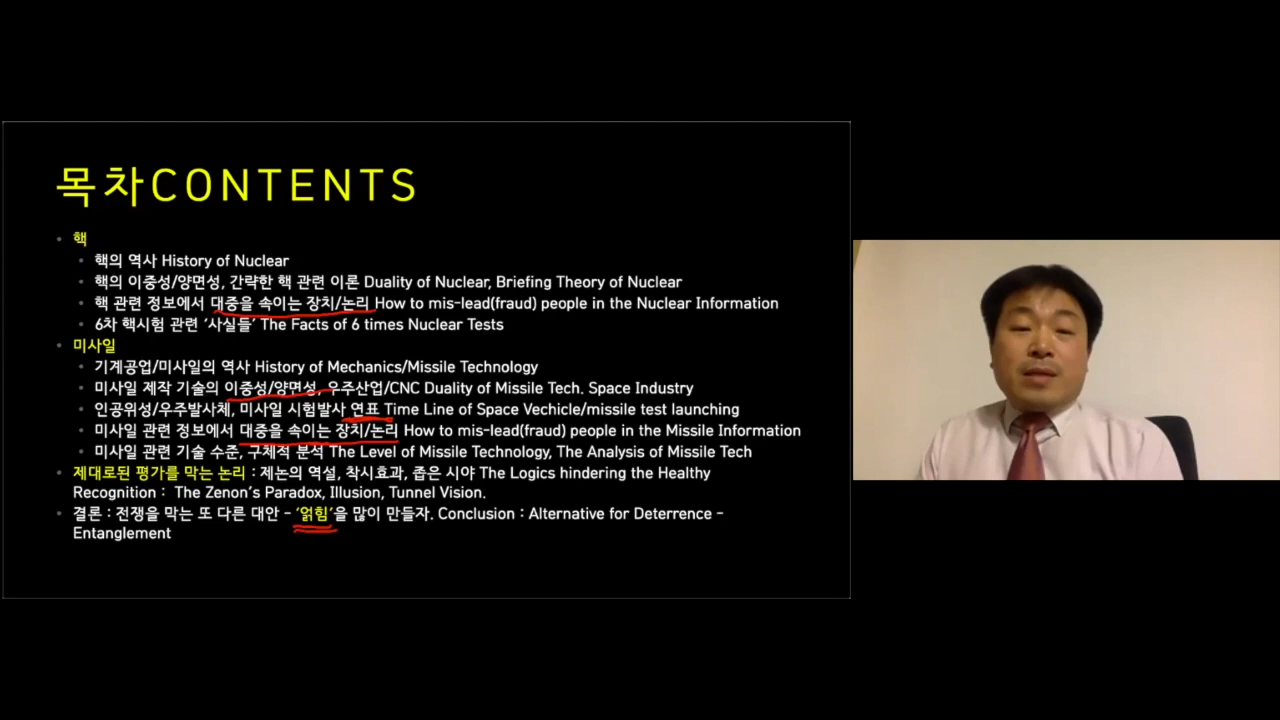 목차CONTENTS
핵
핵의 역사 History of Nuclear
핵의 이중성/양면성, 간략한 핵 관련 이론 Duality of Nuclear, Briefing Theory of Nuclear
핵 관련 정보에서 대중을 속이는 장치/논리 How to mis-lead(fraud) people in the Nuclear Information
6차 핵시험 관련 ‘사실들’ The Facts of 6 times Nuclear Tests
미사일
기계공업/미사일의 역사 History of Mechanics/Missile Technology
미사일 제작 기술의 이중성/양면성, 우주산업/CNC Duality of Missile Tech. Space Industry
인공위성/우주발사체, 미사일 시험발사 연표 Time Line of Space Vechicle/missile test launching
미사일 관련 정보에서 대중을 속이는 장치/논리 How to mis-lead(fraud) people in the Missile Information
미사일 관련 기술 수준, 구체적 분석 The Level of Missile Technology, The Analysis of Missile Tech
제대로된 평가를 막는 논리 : 제논의 역설, 착시효과, 좁은 시야 The Logics hindering the Healthy
Recognition : The Zenon’s Paradox, Illusion, Tunnel Vision.
결론 : 전쟁을 막는 또 다른 대안 – ‘얽힘’을 많이 만들자. Conclusion : Alternative for Deterrence –
Entanglement